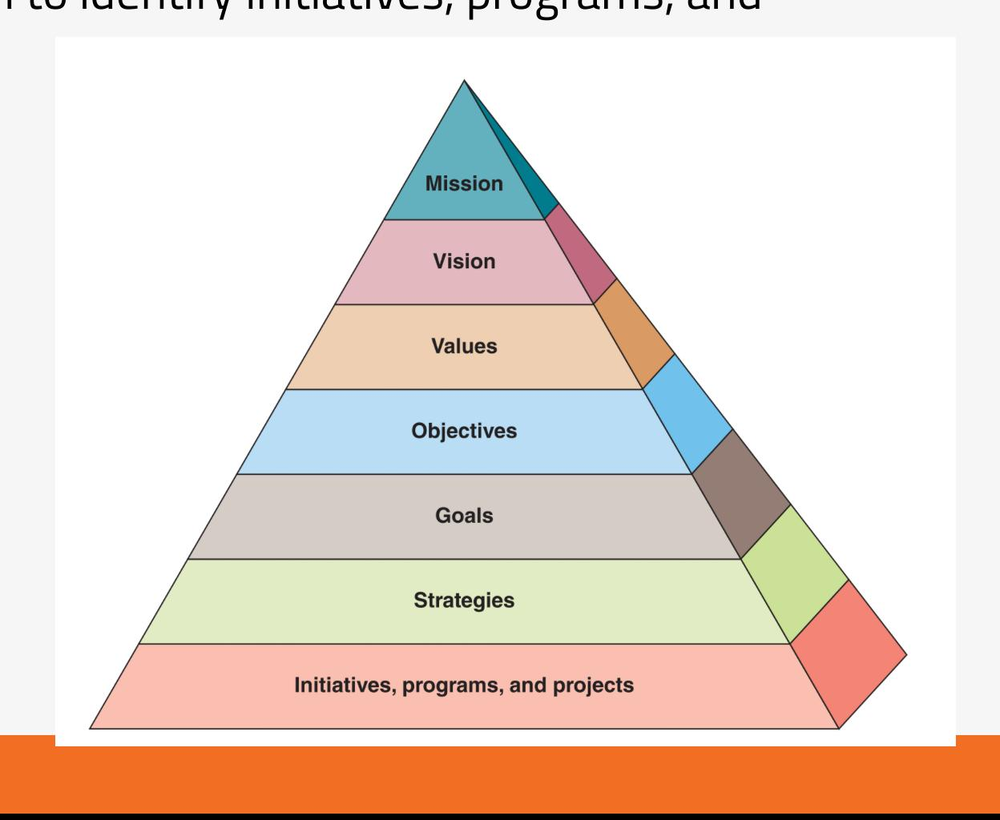 to identify initiatives, programs, and
Mission
Vision
Values
Objectives
Goals
Strategies
Initiatives, programs, and projects